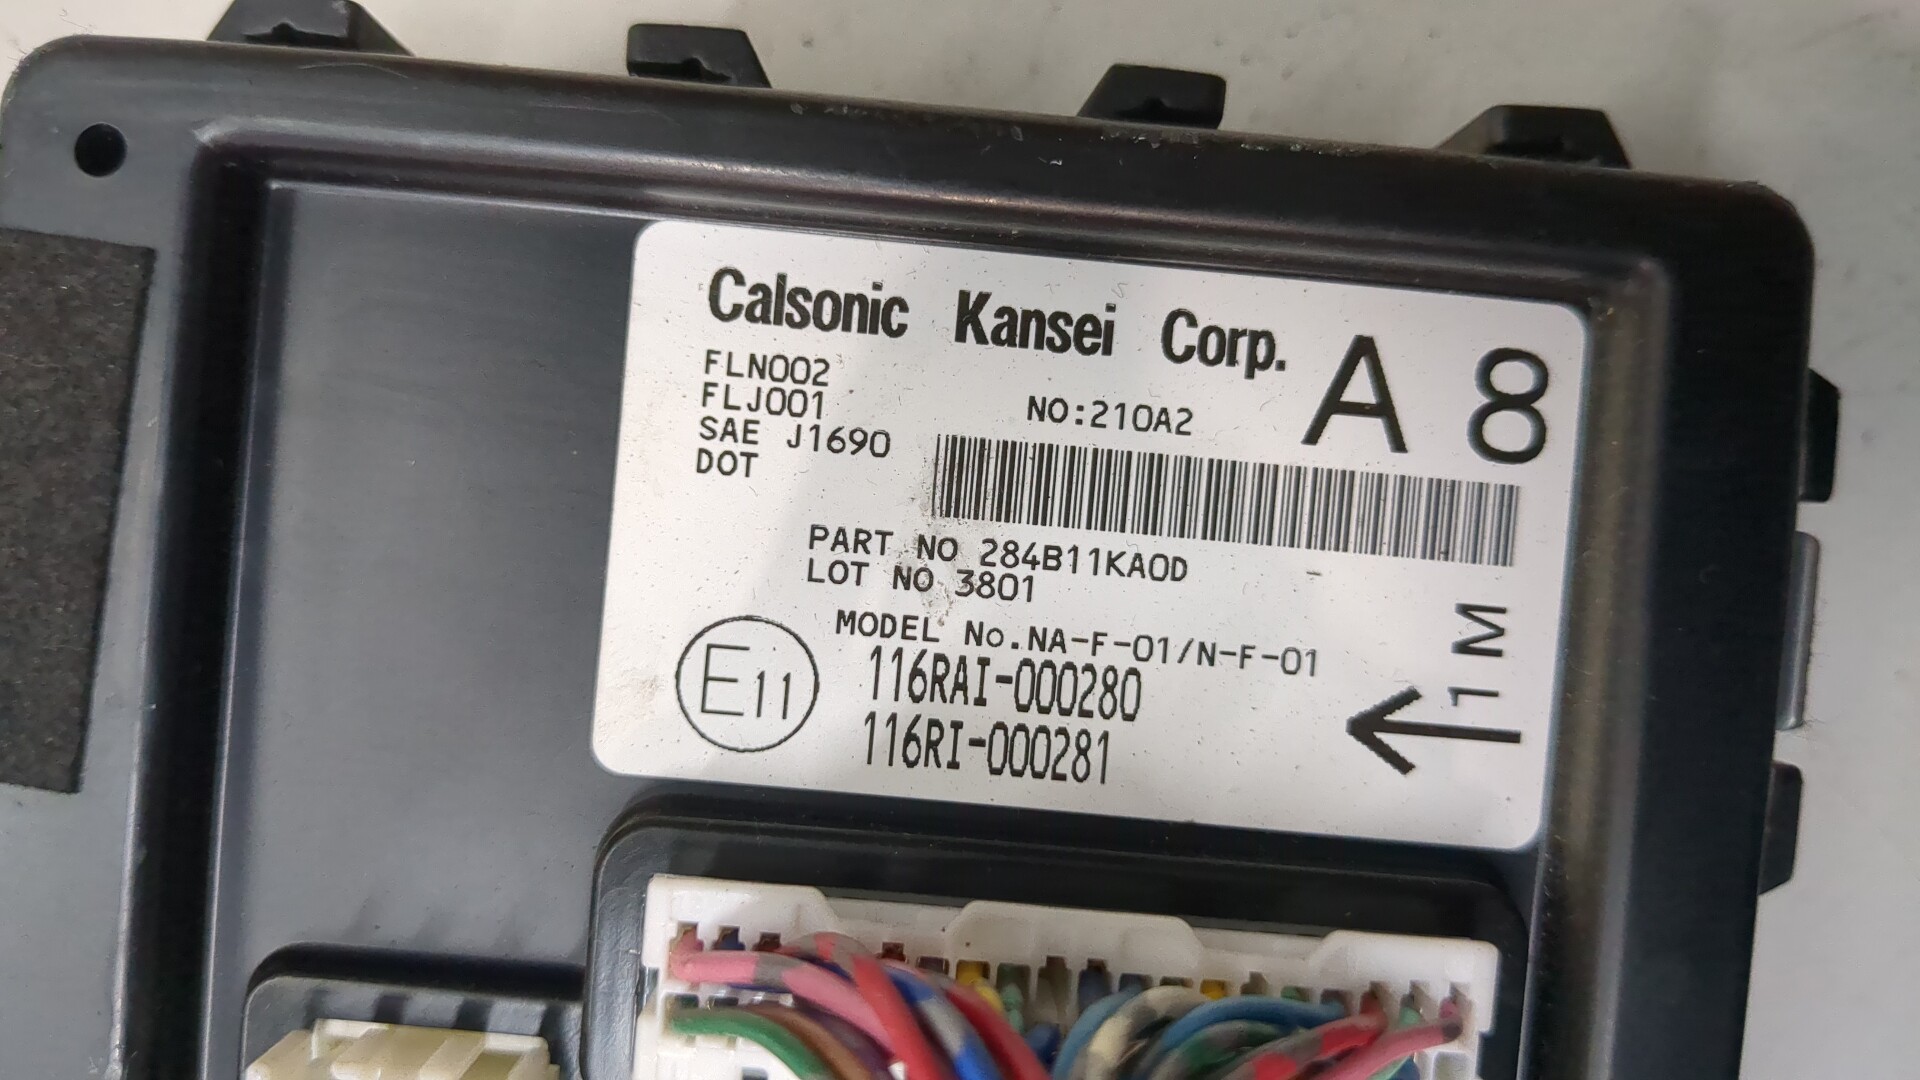 Calsonic Kansei Corp. A 8
FLN002
FLJ001
SAE J1690
DOT
NO:210A2
PART NO 284B11KA0D
LOT NO 3801
MODEL No.NA-F-01/N-F-01
E11
116RAI-000280
116RI-000281
1 M